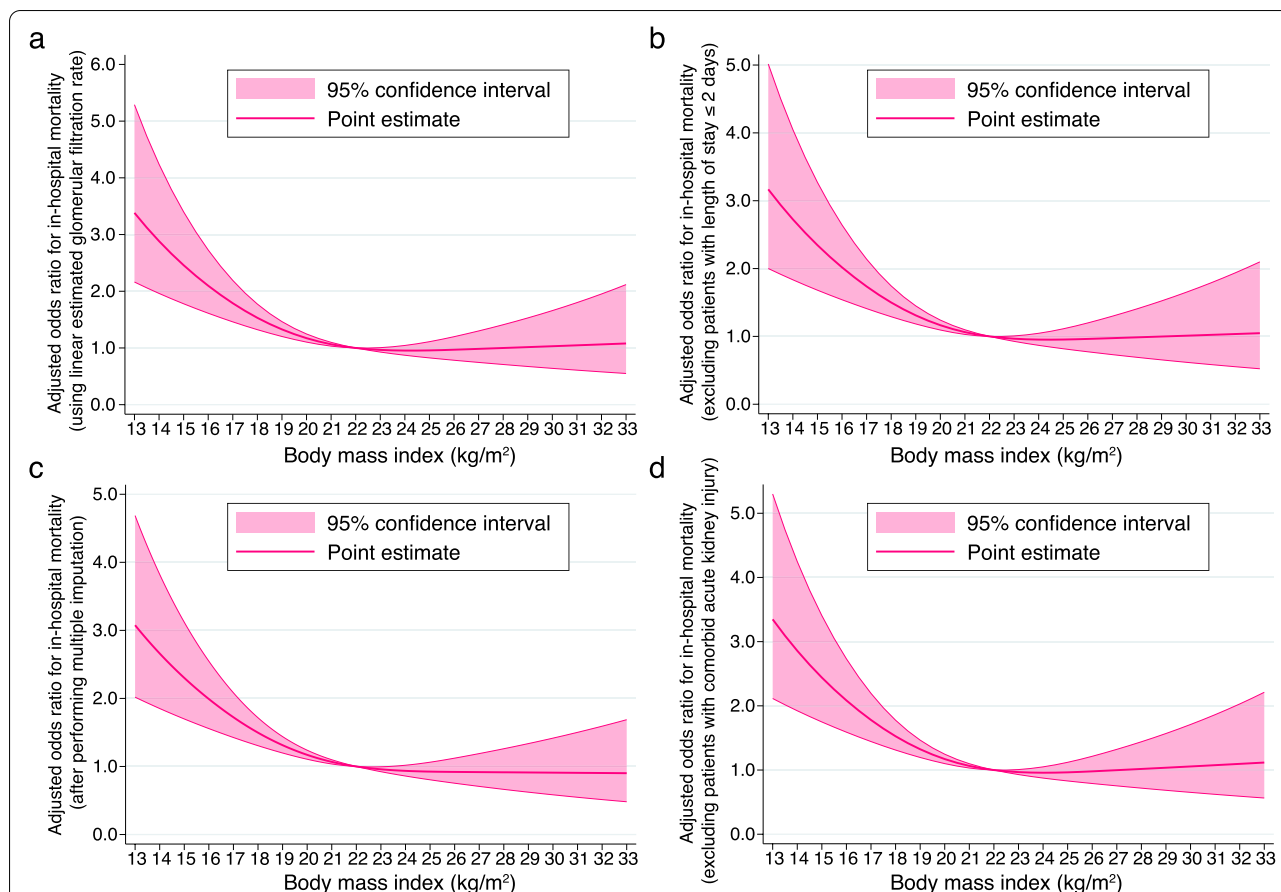 a
Adjusted odds ratio for in-hospital mortality
(using linear estimated glomerular filtration rate)
6.0
5.0
4.0
3.0
2.0
1.0
0.0
95% confidence interval
Point estimate
13 14 15 16 17 18 19 20 21 22 23 24 25 26 27 28 29 30 31 32 33
Body mass index (kg/m²)
b
Adjusted odds ratio for in-hospital mortality
(excluding patients with length of stay ≤ 2 days)
5.0
4.0
3.0
2.0
1.0
0.0
95% confidence interval
Point estimate
13 14 15 16 17 18 19 20 21 22 23 24 25 26 27 28 29 30 31 32 33
Body mass index (kg/m²)
c
Adjusted odds ratio for in-hospital mortality
(after performing multiple imputation)
5.0
4.0
3.0
2.0
1.0
0.0
95% confidence interval
Point estimate
13 14 15 16 17 18 19 20 21 22 23 24 25 26 27 28 29 30 31 32 33
Body mass index (kg/m²)
d
Adjusted odds ratio for in-hospital mortality
(excluding patients with comorbid acute kidney injury)
5.0
4.0
3.0
2.0
1.0
0.0
95% confidence interval
Point estimate
13 14 15 16 17 18 19 20 21 22 23 24 25 26 27 28 29 30 31 32 33
Body mass index (kg/m²)